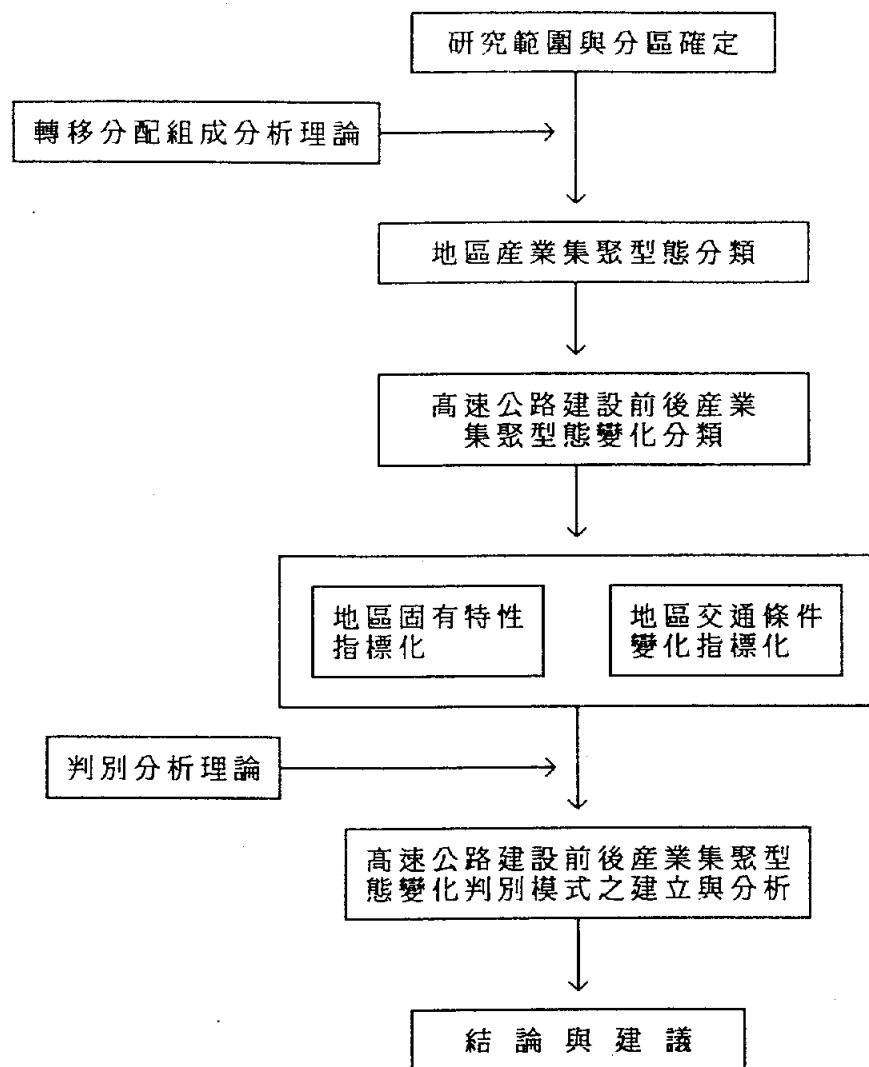 研究範圍與分區確定
轉移分配組成分析理論
地區産業集聚型態分類
高速公路建設前後産業
集聚型態變化分類
地區固有特性
指標化
地區交通條件
變化指標化
判別分析理論
高速公路建設前後産業集聚型
態變化判別模式之建立與分析
結論與建議